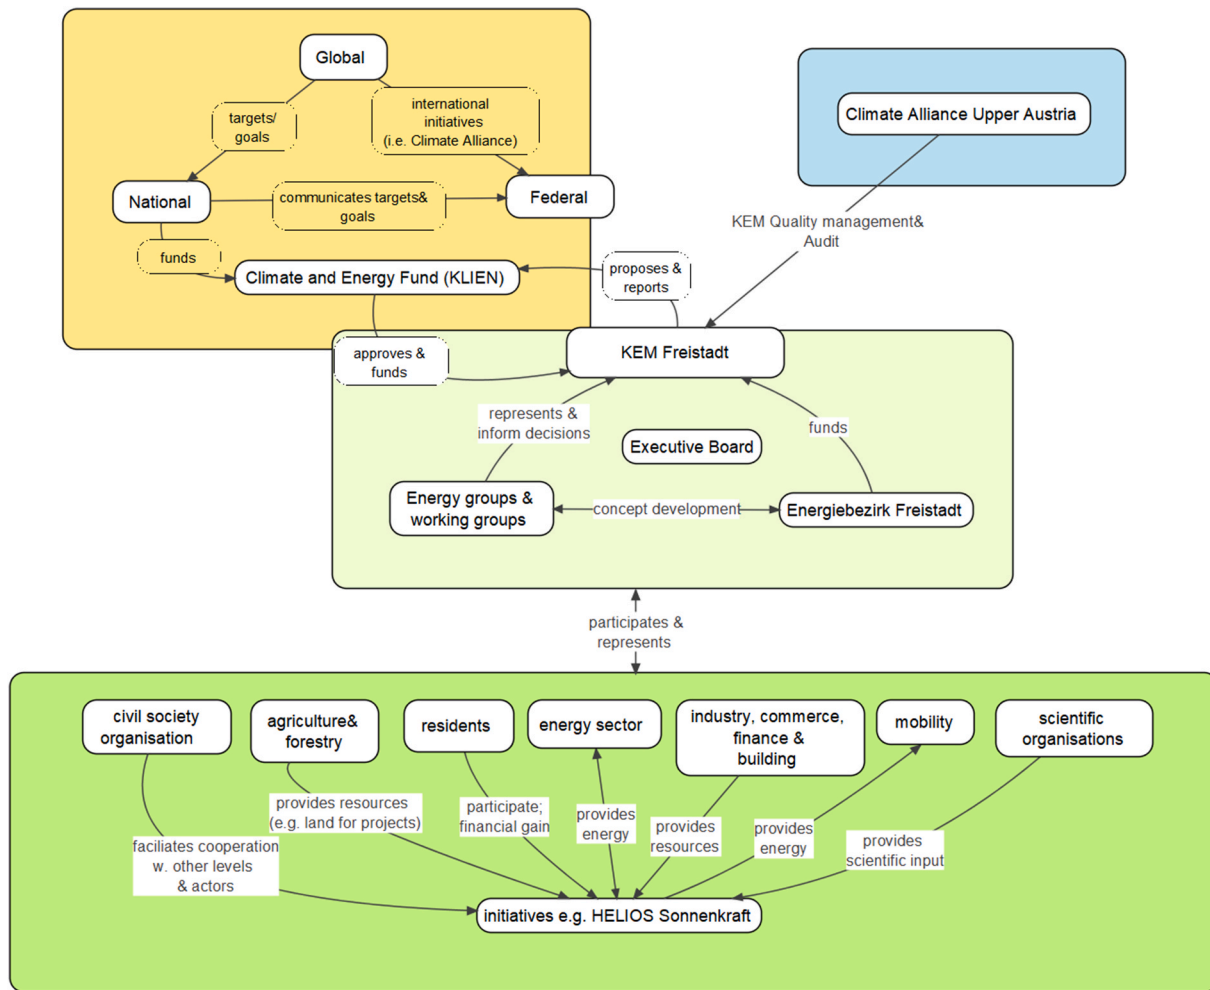 Global
targets/
goals
international
initiatives
(i.e. Climate Alliance)
National
communicates targets&
goals
Federal
funds
Climate and Energy Fund (KLIEN)
proposes &
reports
Climate Alliance Upper Austria
KEM Quality management&
Audit
approves &
funds
KEM Freistadt
represents &
inform decisions
funds
Executive Board
Energy groups &
working groups
concept development
Energiebezirk Freistadt
participates &
represents
civil society
organisation
agriculture&
forestry
residents
energy sector
industry, commerce,
finance &
building
mobility
scientific
organisations
provides resources
(e.g. land for projects)
participate;
financial gain
provides
energy
provides
resources
provides
energy
provides
scientific input
faciliates cooperation
w. other levels
& actors
initiatives e.g. HELIOS Sonnenkraft